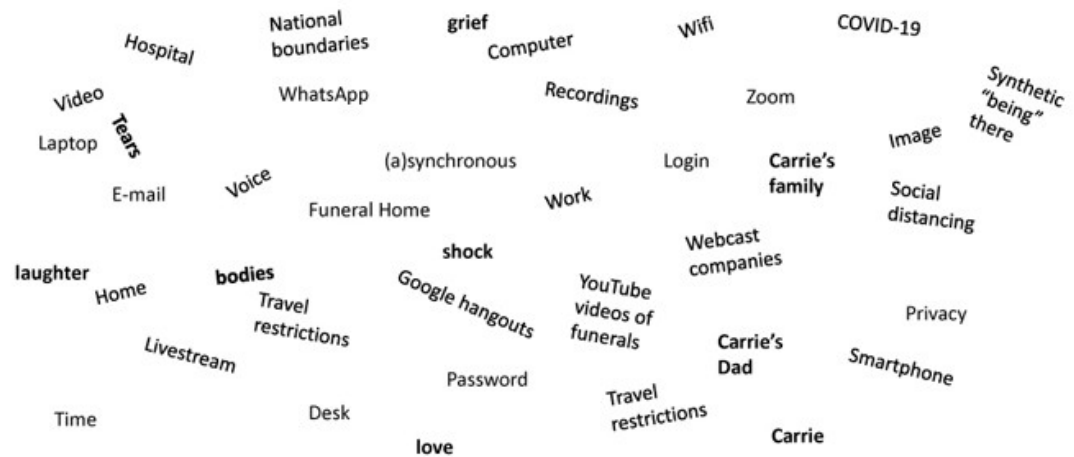 National
boundaries
grief
Hospital
Computer
Wifi
COVID-19
Video
WhatsApp
Recordings
Zoom
Synthetic
“being”
there
Laptop
Tears
(a)synchronous
Login
Carrie’s
family
Image
E-mail
Voice
Funeral Home
Work
Social
distancing
shock
Webcast
companies
laughter
Home
bodies
Travel
restrictions
Google hangouts
YouTube
videos of
funerals
Privacy
Livestream
Carrie’s
Dad
Smartphone
Password
Travel
restrictions
Time
Desk
love
Carrie